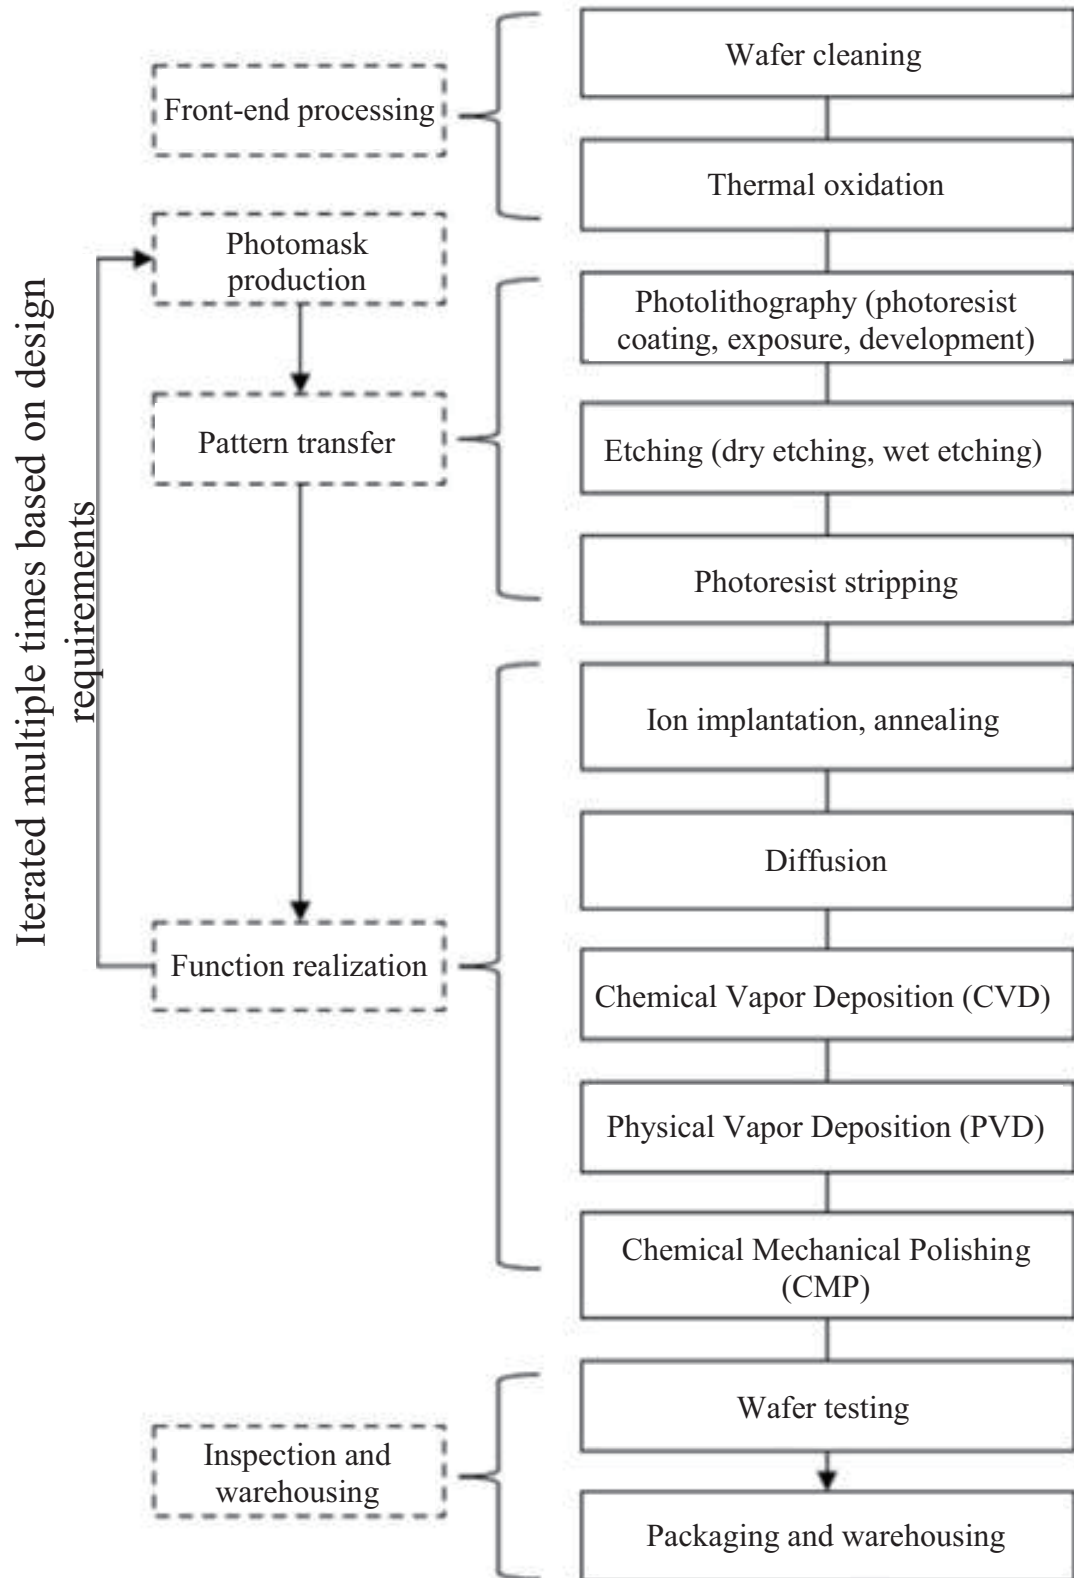 Wafer cleaning
Front-end processing
Thermal oxidation
Photomask
production
Photolithography (photoresist
coating, exposure, development)
Pattern transfer
Etching (dry etching, wet etching)
Photoresist stripping
Iterated multiple times based on design
requirements
Ion implantation, annealing
Diffusion
Function realization
Chemical Vapor Deposition (CVD)
Physical Vapor Deposition (PVD)
Chemical Mechanical Polishing
(CMP)
Wafer testing
Inspection and
warehousing
Packaging and warehousing